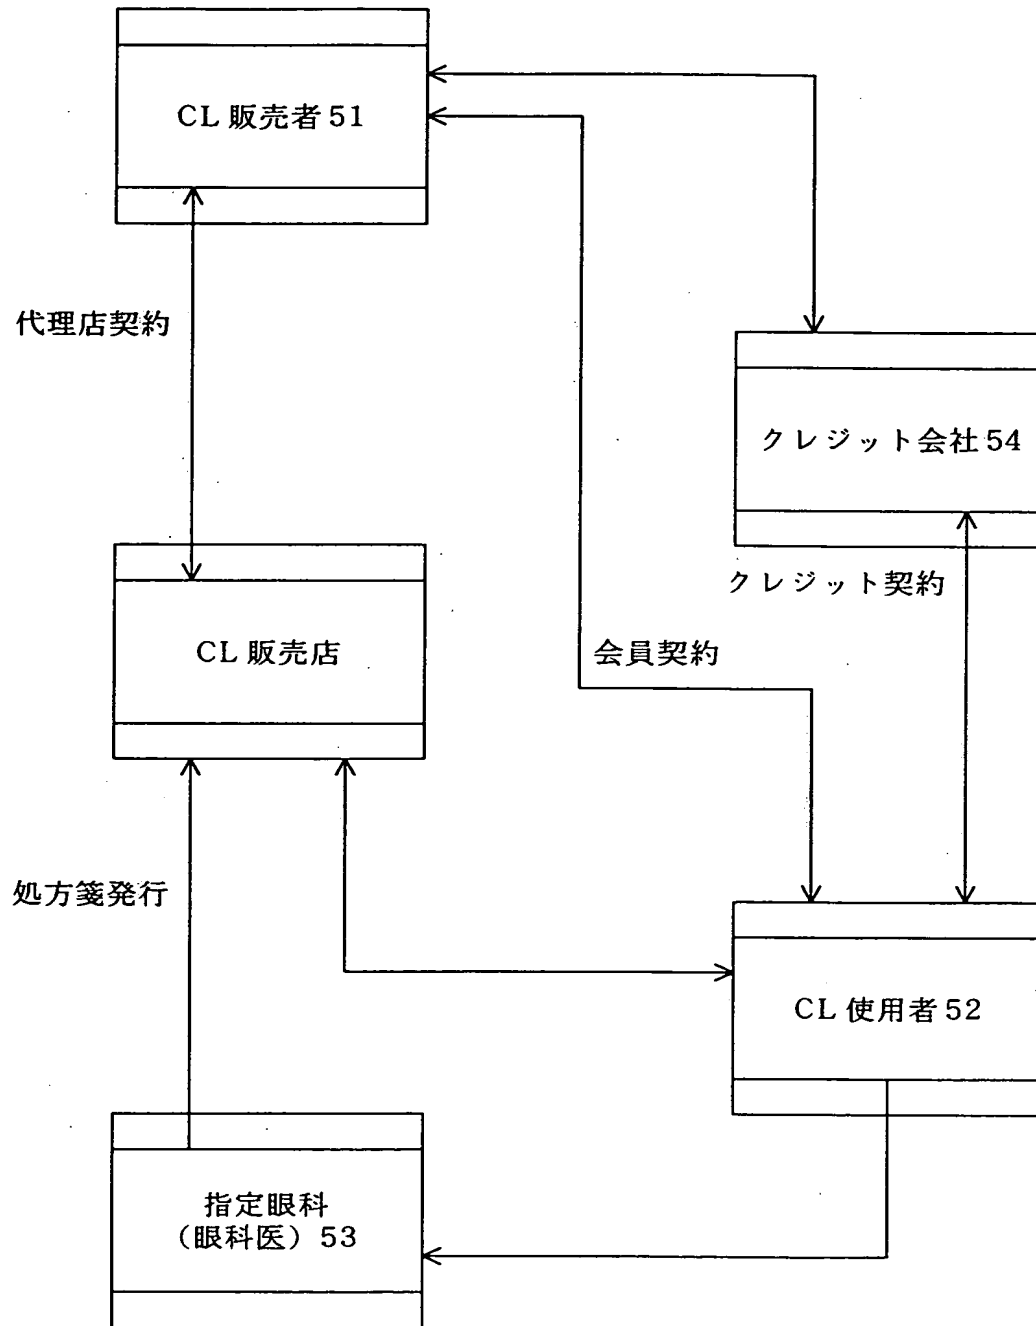 CL 販売者 51
代理店契約
クレジット会社 54
クレジット契約
CL 販売店
会員契約
処方箋発行
CL 使用者 52
指定眼科
（眼科医）53